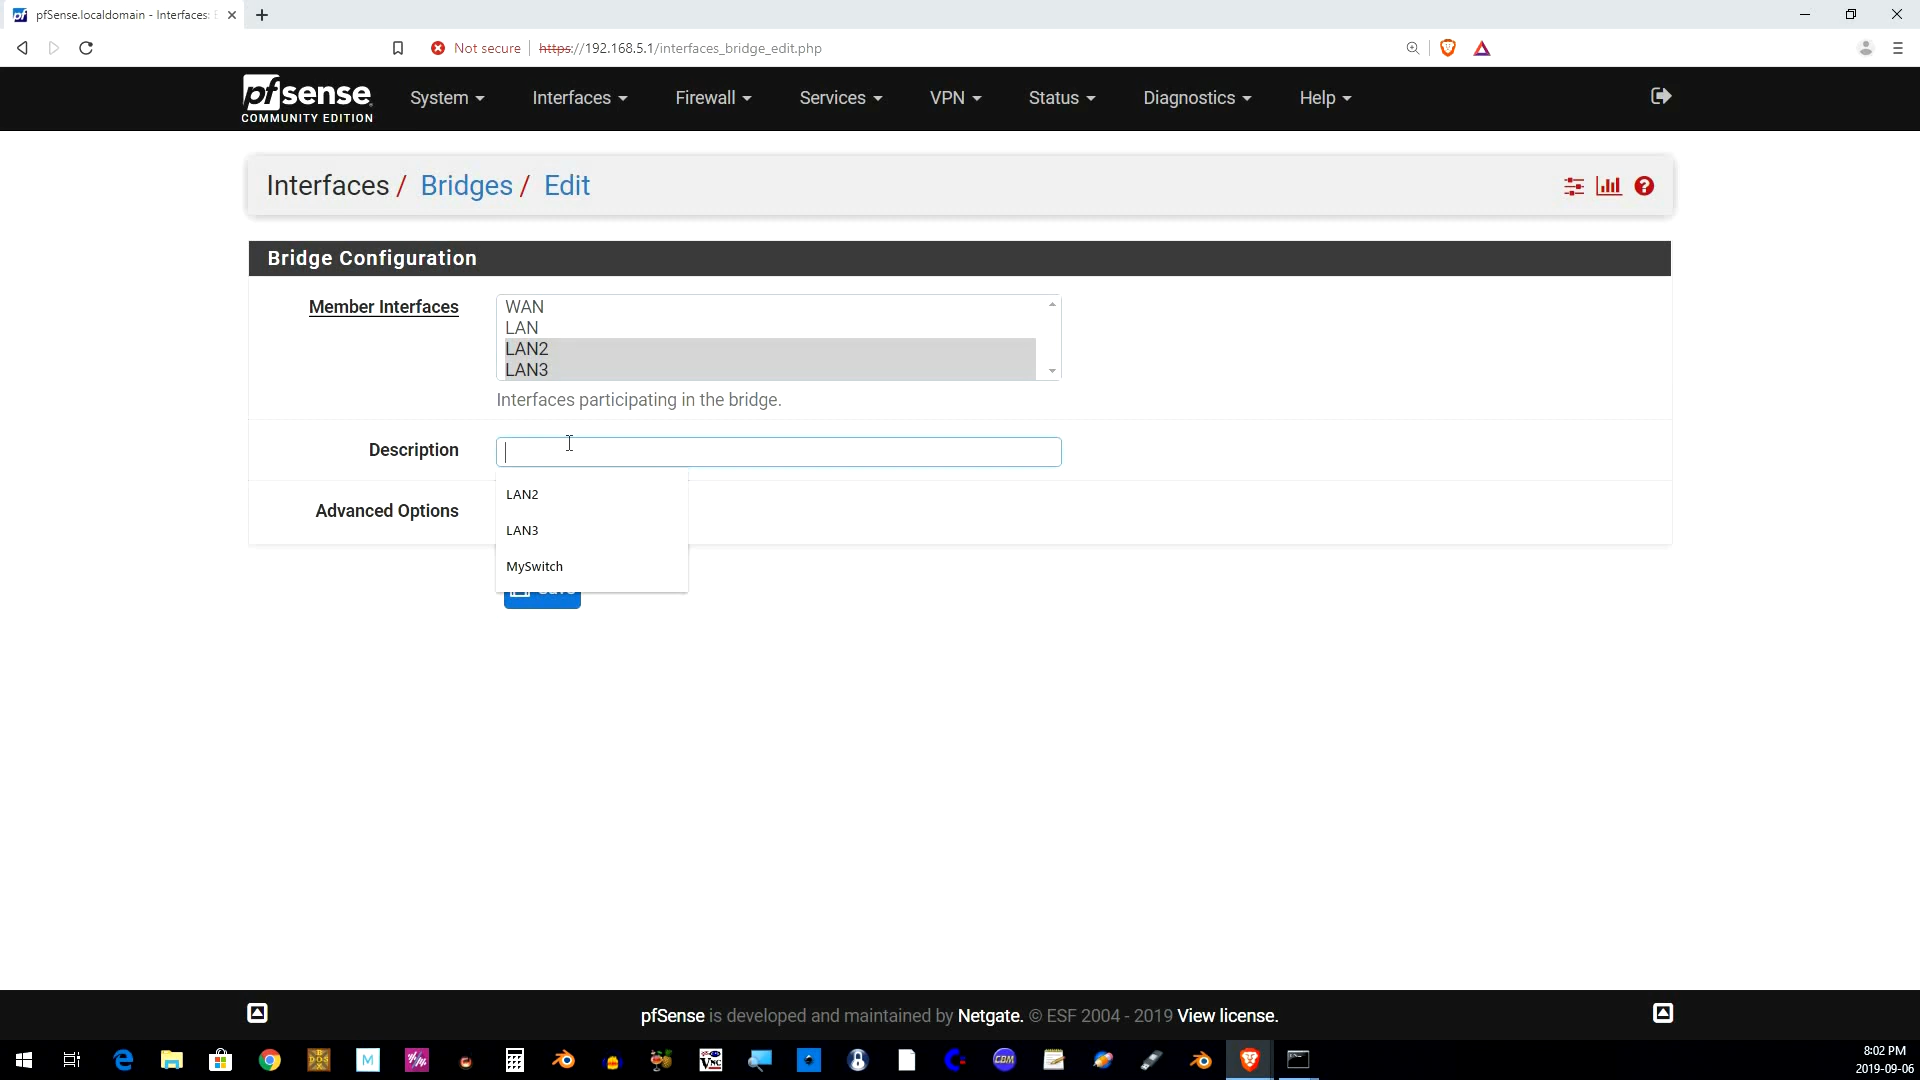 pfSense.localdomain - Interfaces:
Not secure https://192.168.5.1/interfaces_bridge_edit.php
pfsense
COMMUNITY EDITION
System Interfaces Firewall Services VPN Status Diagnostics Help
Interfaces / Bridges / Edit
Bridge Configuration
Member Interfaces
WAN
LAN
LAN2
LAN3
Interfaces participating in the bridge.
Description
LAN2
Advanced Options
LAN3
MySwitch
pfSense is developed and maintained by Netgate. © ESF 2004 - 2019 View license.
8:02 PM
2019-09-06